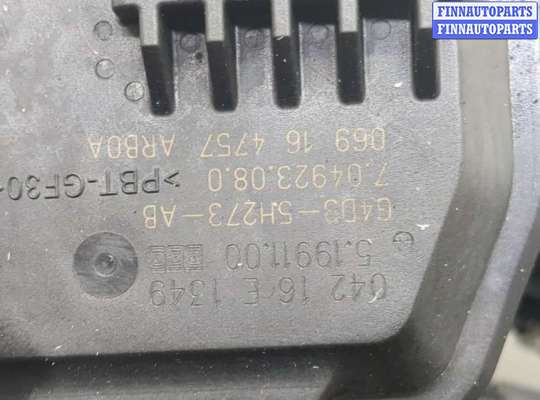 FINNAUTOPARTS
FINNAUTOPARTS
042 16 E 1349
5.19911.00
G4D3-5H273-AB
7.04923.08.0
069 16 4757 ARB0A
>PBT-GF30